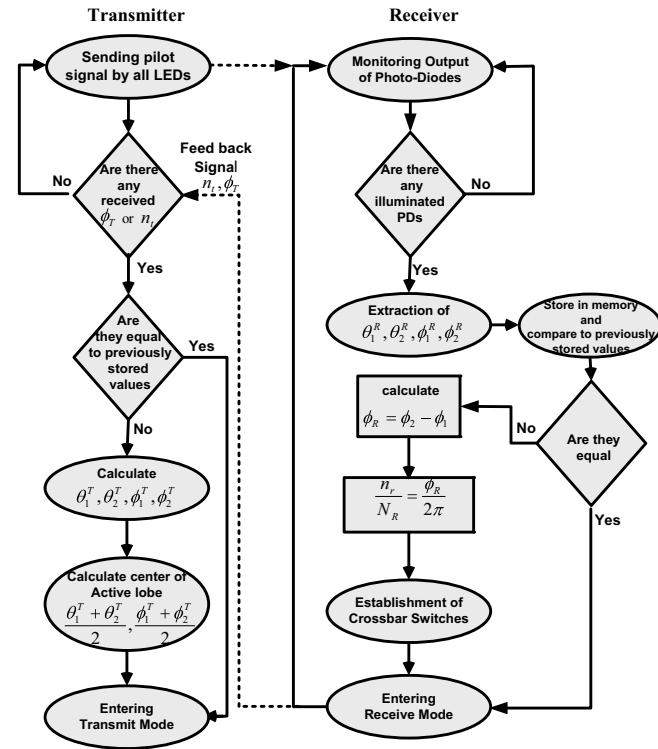 Transmitter
Sending pilot
signal by all LEDs
Feed back
Signal
n_t, ϕ_T
Are there
any
received
ϕ_T or n_t
No
Yes
Are
they equal
to previously
stored
values
Yes
No
Calculate
θ_1^T, θ_2^T, ϕ_1^T, ϕ_2^T
Calculate center of
Active lobe
(θ_1^T + θ_2^T)/2, (ϕ_1^T + ϕ_2^T)/2
Entering
Transmit Mode
Receiver
Monitoring Output
of Photo-Diodes
Are there
any
illuminated
PDs
No
Yes
Extraction of
θ_1^R, θ_2^R, ϕ_1^R, ϕ_2^R
Store in memory
and
compare to previously
stored values
Are they
equal
No
Yes
calculate
ϕ_R = ϕ_2 − ϕ_1
n_r/N_R = ϕ_R/2π
Establishment of
Crossbar Switches
Entering
Receive Mode